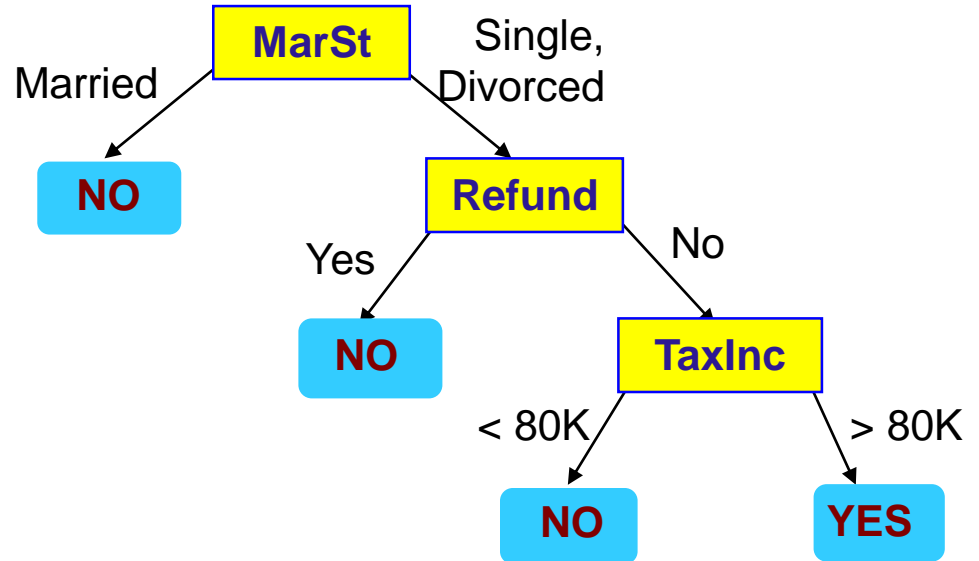 MarSt
Single,
Divorced
Married
NO
Refund
Yes
No
NO
TaxInc
< 80K
> 80K
NO
YES